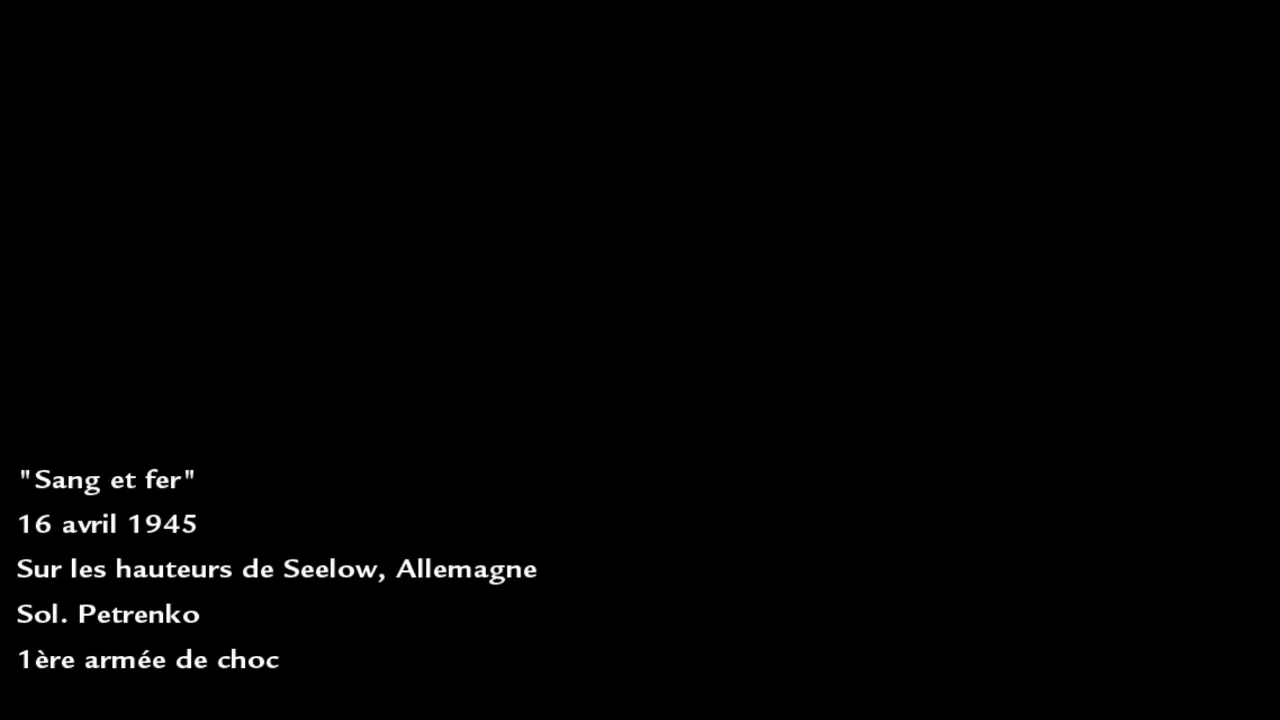 "Sang et fer"
16 avril 1945
Sur les hauteurs de Seelow, Allemagne
Sol. Petrenko
1ère armée de choc